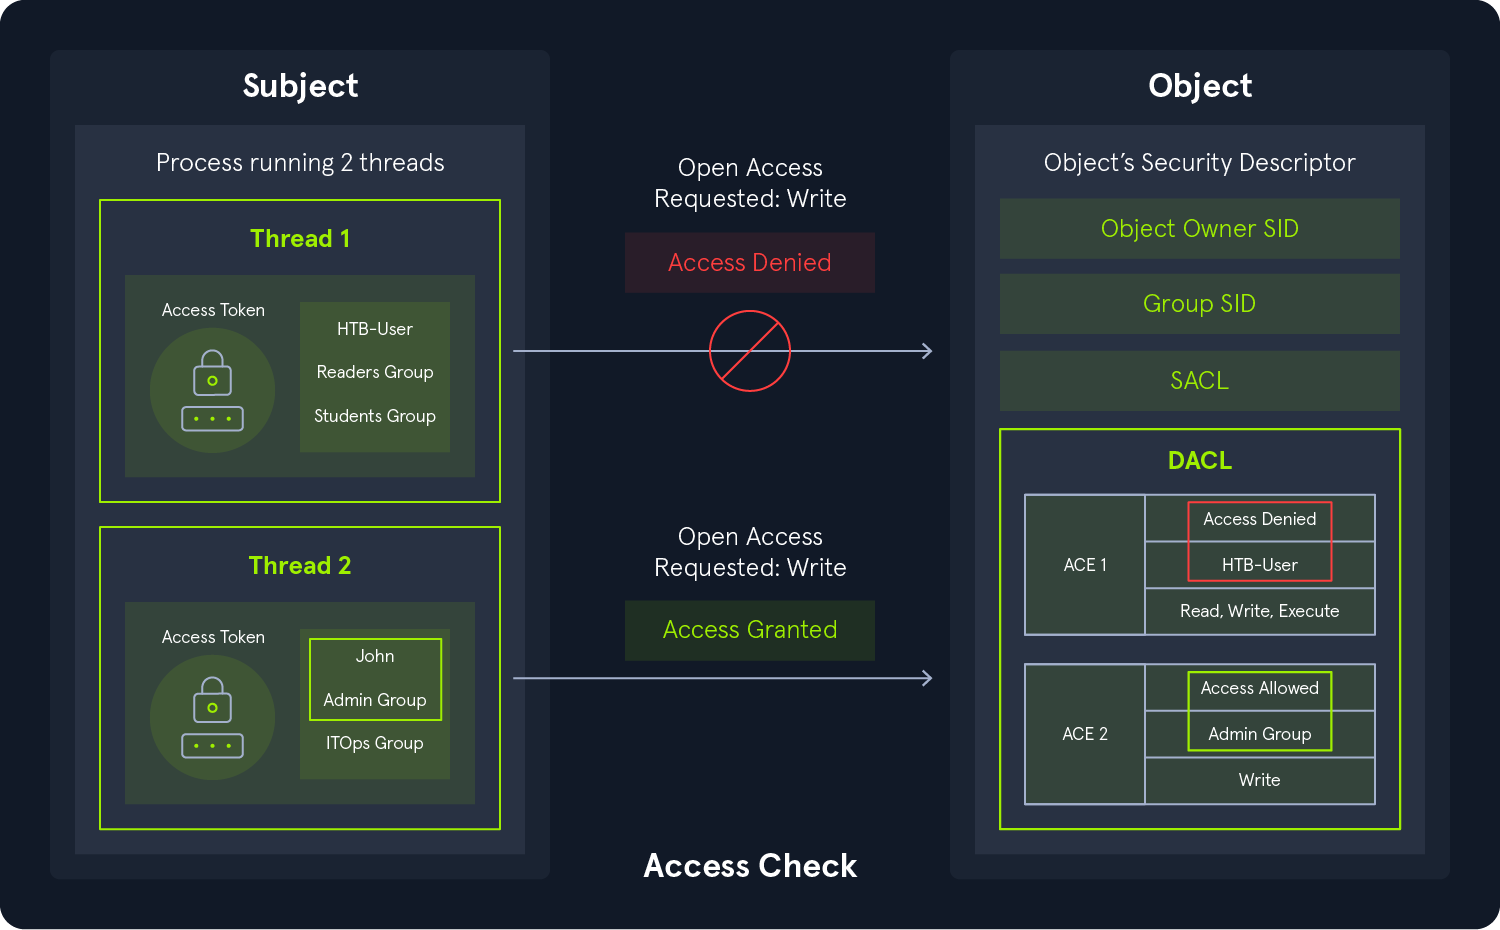 Subject
Process running 2 threads
Thread 1
Access Token
HTB-User
Readers Group
Students Group
Thread 2
Access Token
John
Admin Group
ITOps Group
Open Access
Requested: Write
Access Denied
Open Access
Requested: Write
Access Granted
Access Check
Object
Object’s Security Descriptor
Object Owner SID
Group SID
SACL
DACL
ACE 1
Access Denied
HTB-User
Read, Write, Execute
ACE 2
Access Allowed
Admin Group
Write